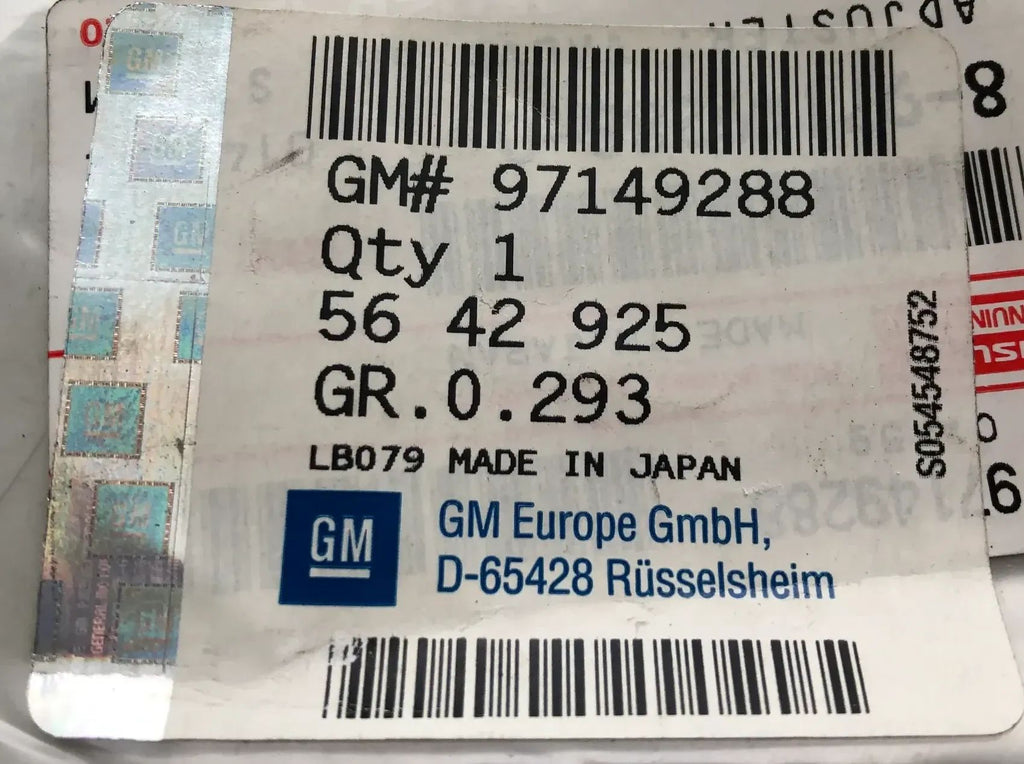 GM# 97149288
Qty 1
56 42 925
GR.0.293
LB079 MADE IN JAPAN
GM
GM Europe GmbH,
D-65428 Rüsselsheim
S054548752
ADJUSTER